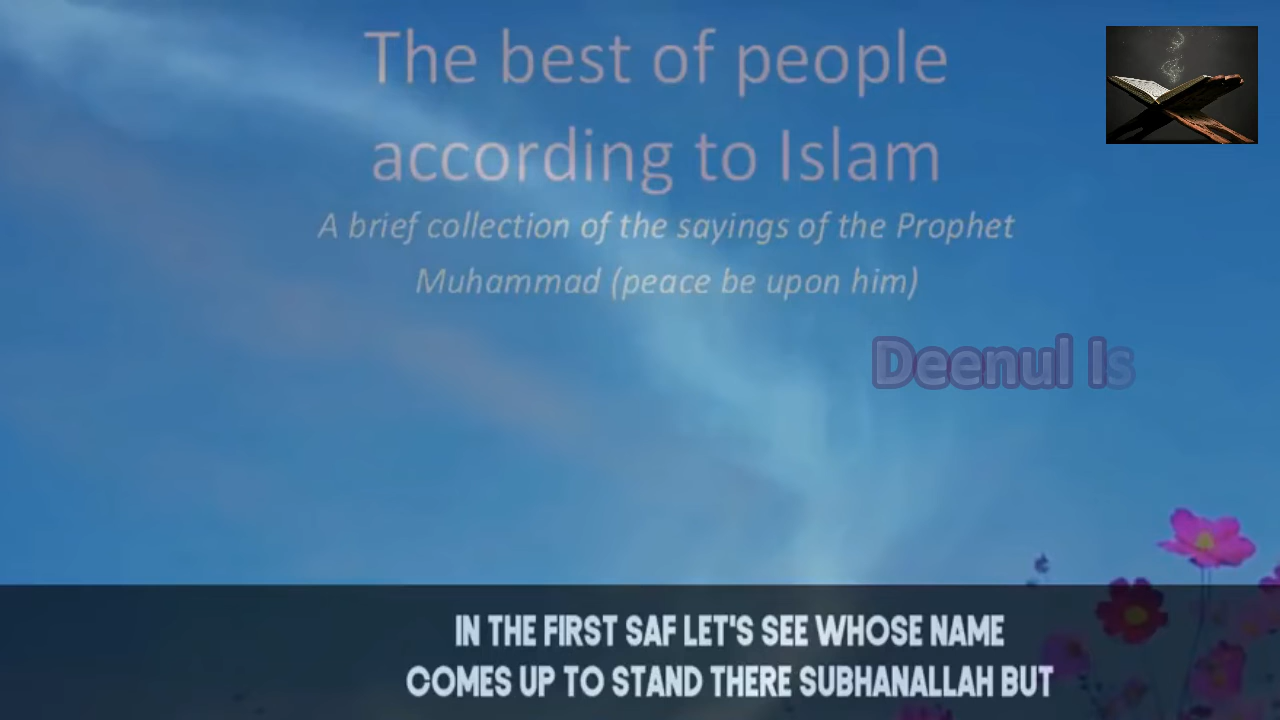 The best of people
according to Islam
A brief collection of the sayings of the Prophet
Muhammad (peace be upon him)
Deenul Is
IN THE FIRST SAF LET'S SEE WHOSE NAME
COMES UP TO STAND THERE SUBHANALLAH BUT